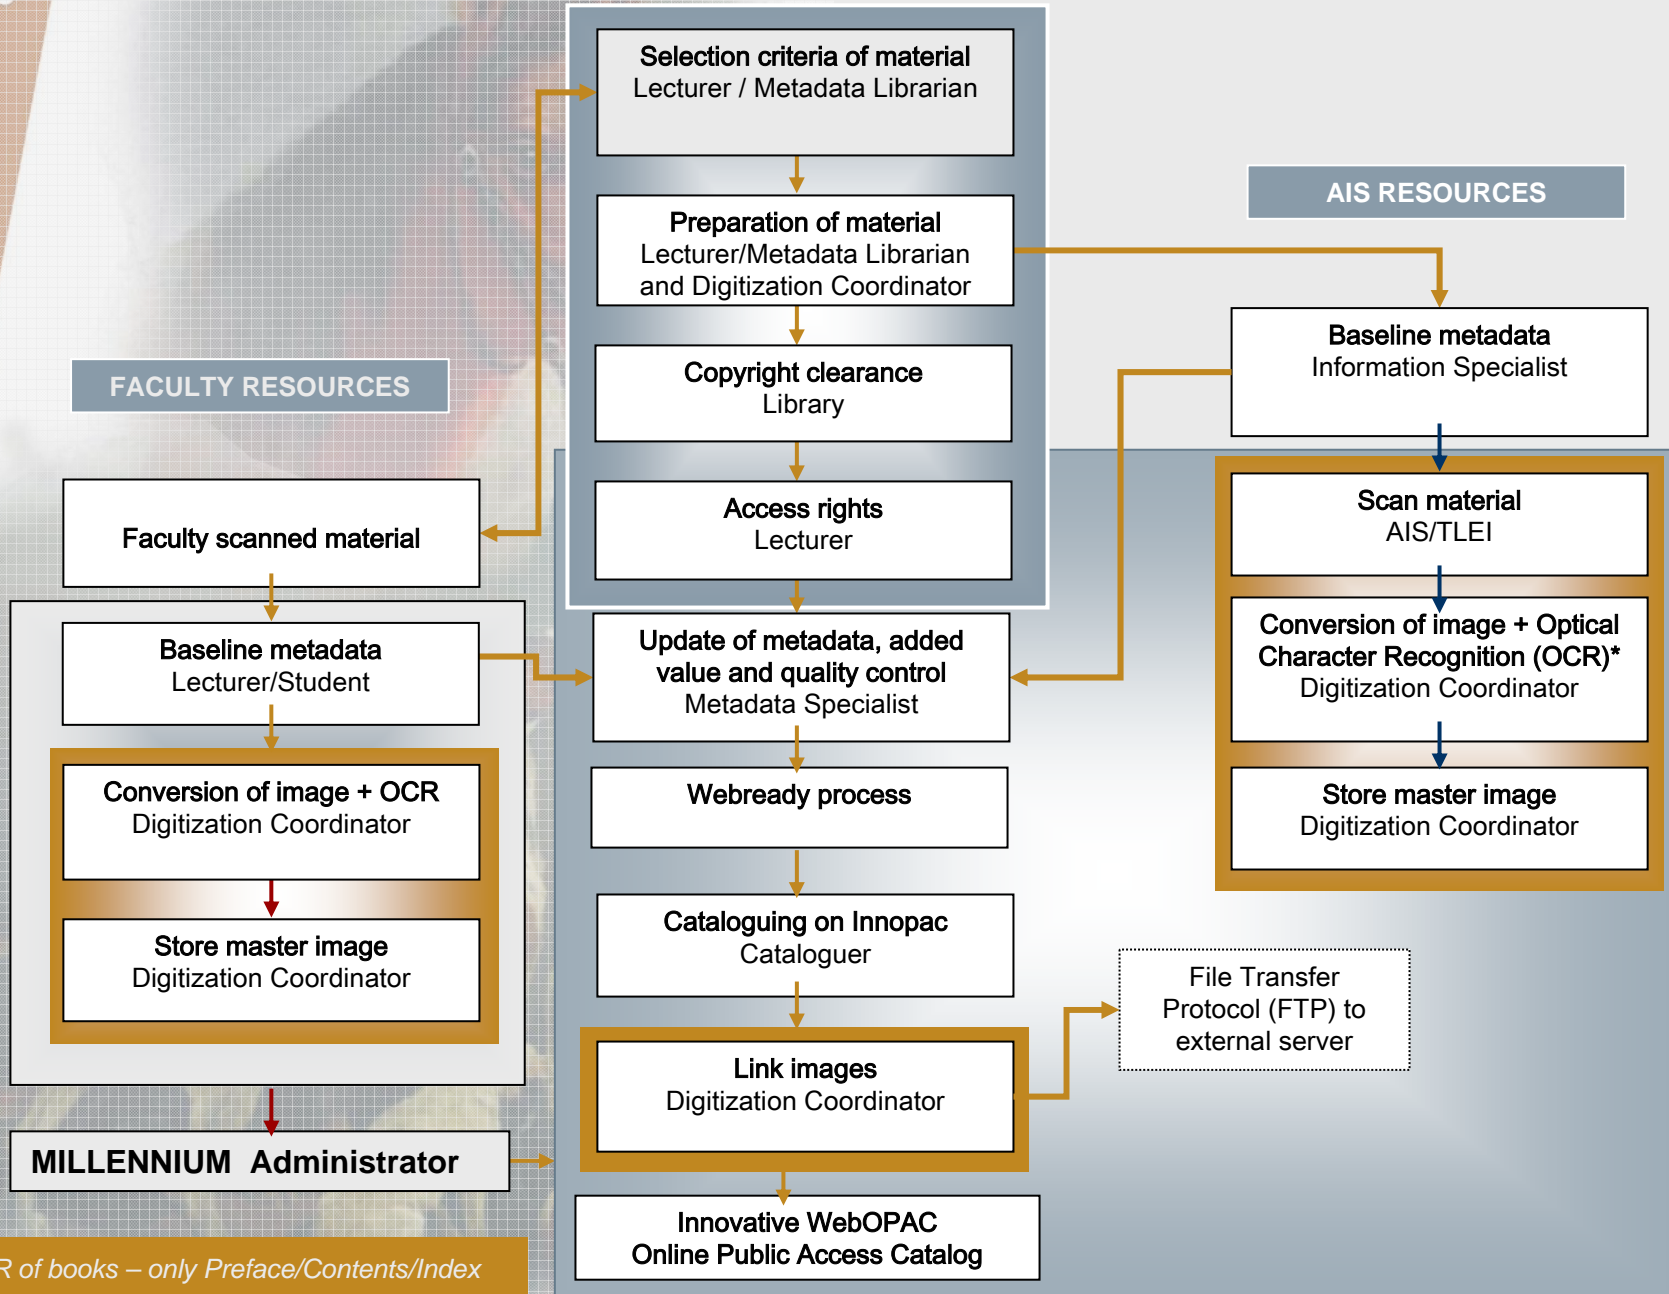 Selection criteria of material
Lecturer / Metadata Librarian
AIS RESOURCES
Preparation of material
Lecturer/Metadata Librarian
and Digitization Coordinator
Baseline metadata
Information Specialist
FACULTY RESOURCES
Copyright clearance
Library
Faculty scanned material
Access rights
Lecturer
Scan material
AIS/TLEI
Baseline metadata
Lecturer/Student
Update of metadata, added
value and quality control
Metadata Specialist
Conversion of image + Optical
Character Recognition (OCR)*
Digitization Coordinator
Conversion of image + OCR
Digitization Coordinator
Webready process
Store master image
Digitization Coordinator
Store master image
Digitization Coordinator
Cataloguing on Innopac
Cataloguer
File Transfer
Protocol (FTP) to
external server
Link images
Digitization Coordinator
MILLENNIUM Administrator
Innovative WebOPAC
Online Public Access Catalog
R of books – only Preface/Contents/Index